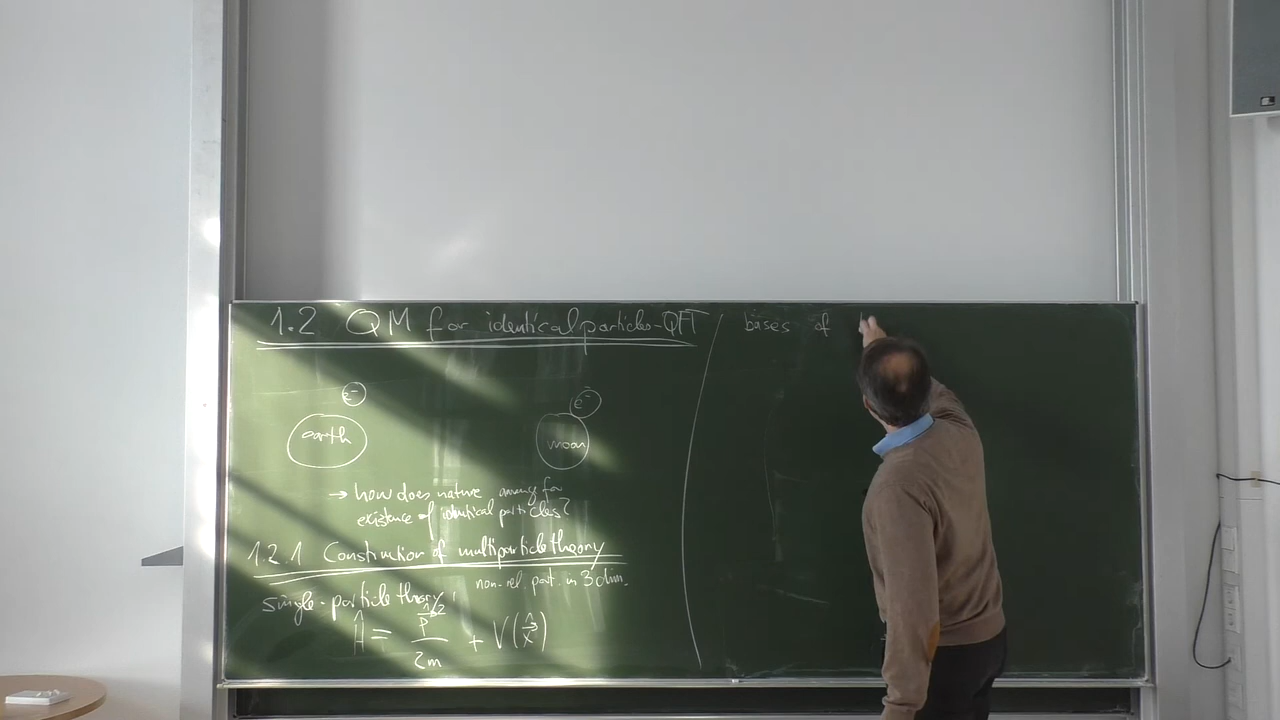 1.2 QM for identical particles-QFT
e⁻
earth
e⁻
moon
→ how does nature arrange for
existence of identical particles?
1.2.1 Construction of multiparticle theory
non-rel. part. in 3 dim.
single-particle theory:
Ĥ = p̂⃗² / 2m + V(x̂⃗)
bases of